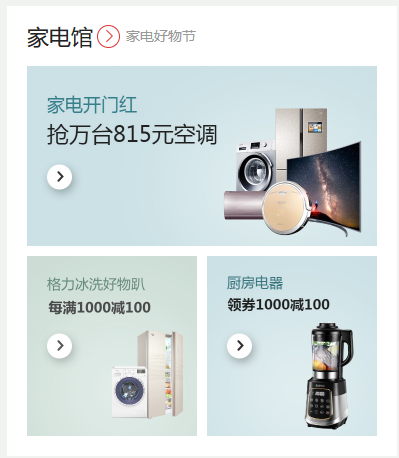 家电馆
家电好物节
家电开门红
抢万台815元空调
格力冰洗好物趴
每满1000减100
厨房电器
领券1000减100